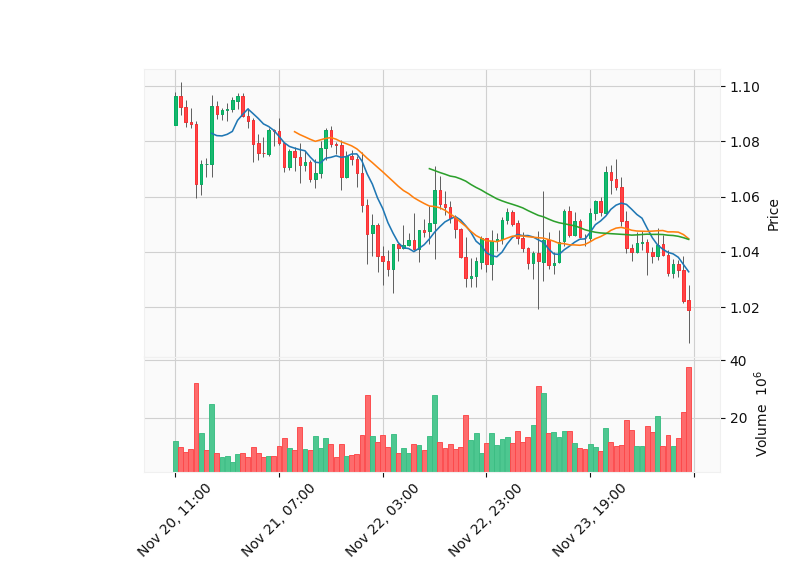 1.10
1.08
1.06
1.04
1.02
Price
40
20
Volume 10^6
Nov 20, 11:00
Nov 21, 07:00
Nov 22, 03:00
Nov 22, 23:00
Nov 23, 19:00